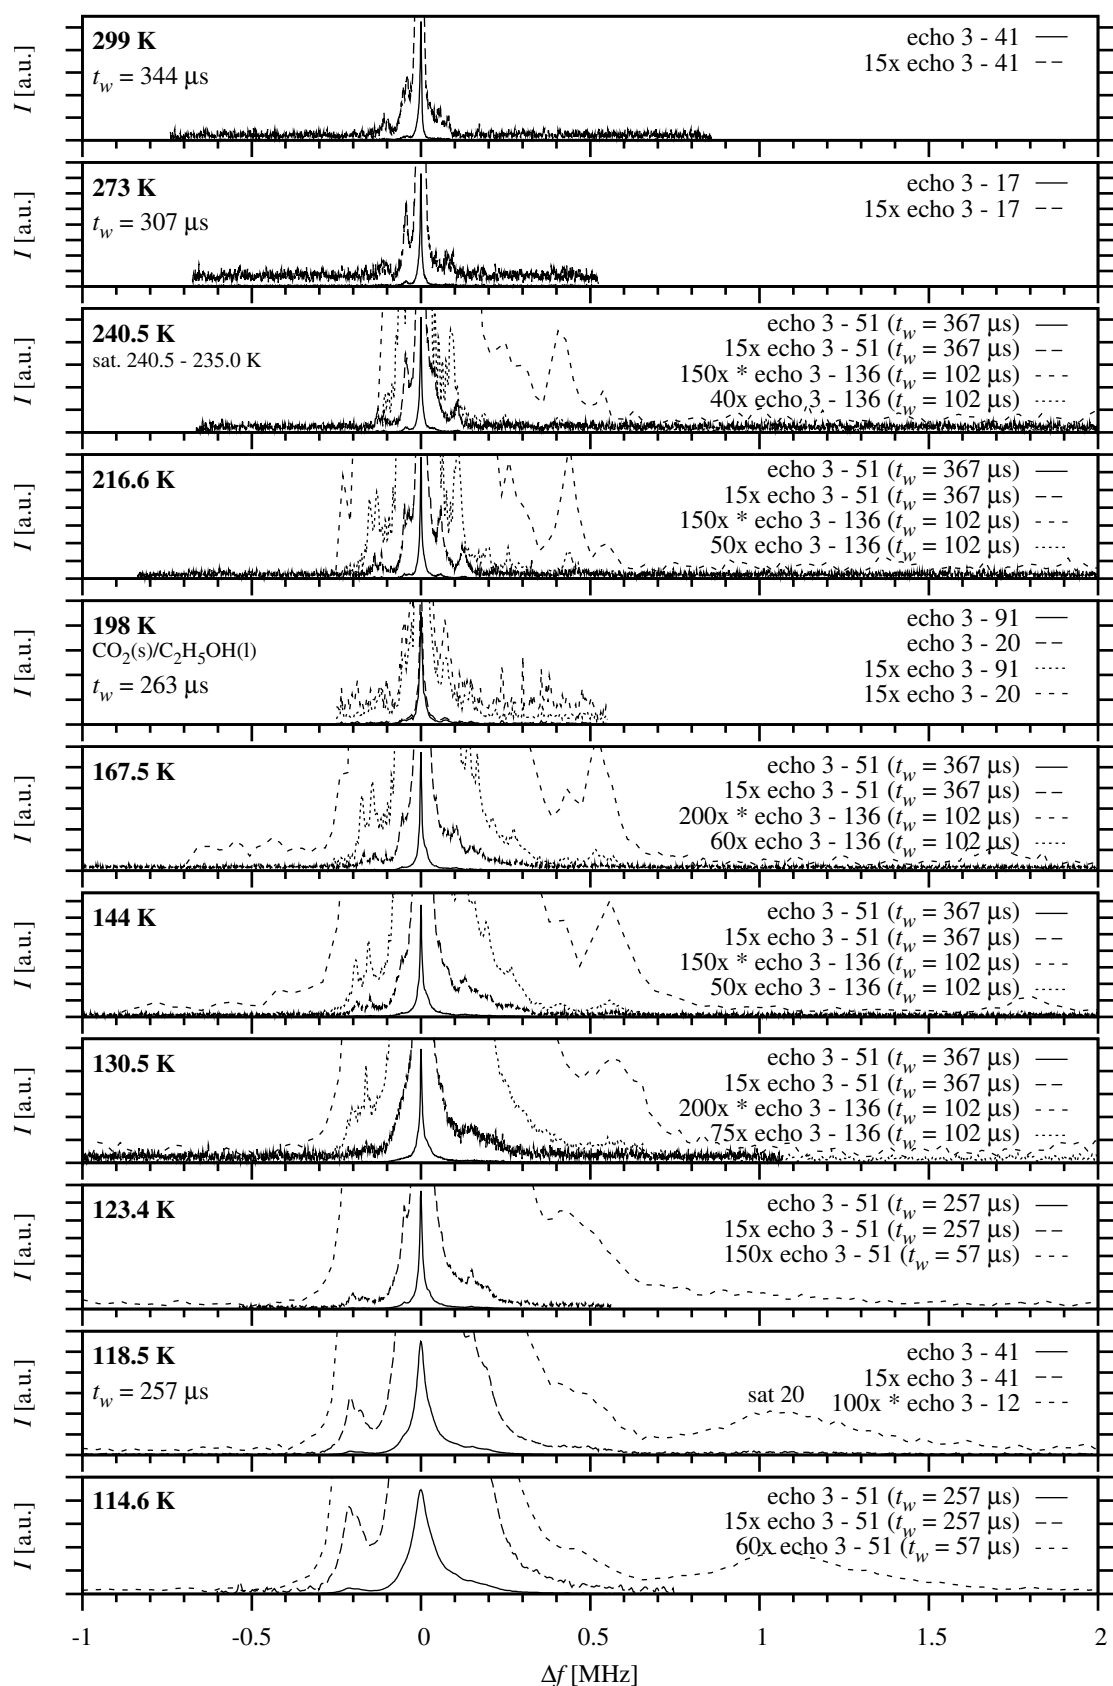 299 K
t_w = 344 μs
echo 3 - 41
15x echo 3 - 41
I [a.u.]
273 K
t_w = 307 μs
echo 3 - 17
15x echo 3 - 17
I [a.u.]
240.5 K
sat. 240.5 - 235.0 K
echo 3 - 51 (t_w = 367 μs)
15x echo 3 - 51 (t_w = 367 μs)
150x * echo 3 - 136 (t_w = 102 μs)
40x echo 3 - 136 (t_w = 102 μs)
I [a.u.]
216.6 K
echo 3 - 51 (t_w = 367 μs)
15x echo 3 - 51 (t_w = 367 μs)
150x * echo 3 - 136 (t_w = 102 μs)
50x echo 3 - 136 (t_w = 102 μs)
I [a.u.]
198 K
CO₂(s)/C₂H₅OH(l)
t_w = 263 μs
echo 3 - 91
echo 3 - 20
15x echo 3 - 91
15x echo 3 - 20
I [a.u.]
167.5 K
echo 3 - 51 (t_w = 367 μs)
15x echo 3 - 51 (t_w = 367 μs)
200x * echo 3 - 136 (t_w = 102 μs)
60x echo 3 - 136 (t_w = 102 μs)
I [a.u.]
144 K
echo 3 - 51 (t_w = 367 μs)
15x echo 3 - 51 (t_w = 367 μs)
150x * echo 3 - 136 (t_w = 102 μs)
50x echo 3 - 136 (t_w = 102 μs)
I [a.u.]
130.5 K
echo 3 - 51 (t_w = 367 μs)
15x echo 3 - 51 (t_w = 367 μs)
200x * echo 3 - 136 (t_w = 102 μs)
75x echo 3 - 136 (t_w = 102 μs)
I [a.u.]
123.4 K
echo 3 - 51 (t_w = 257 μs)
15x echo 3 - 51 (t_w = 257 μs)
150x echo 3 - 51 (t_w = 57 μs)
I [a.u.]
118.5 K
t_w = 257 μs
echo 3 - 41
15x echo 3 - 41
sat 20
100x * echo 3 - 12
I [a.u.]
114.6 K
echo 3 - 51 (t_w = 257 μs)
15x echo 3 - 51 (t_w = 257 μs)
60x echo 3 - 51 (t_w = 57 μs)
I [a.u.]
-1 -0.5 0 0.5 1 1.5 2
Δf [MHz]